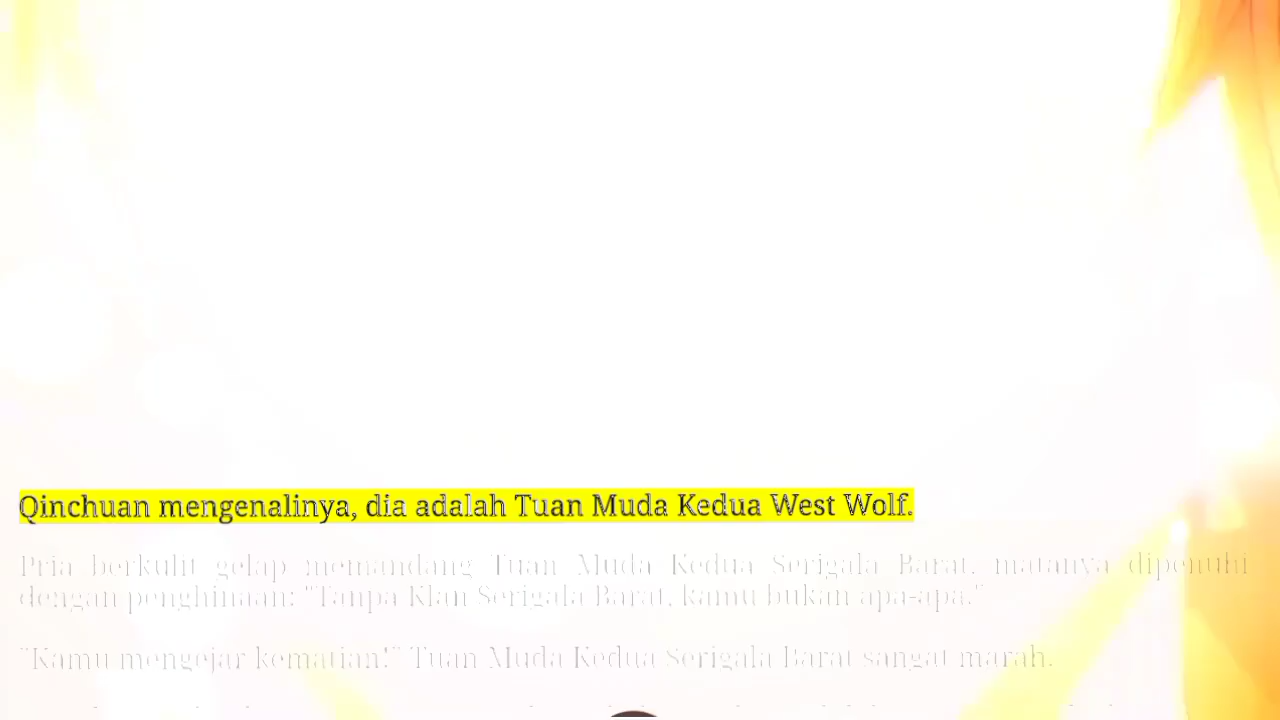 Qinchuan mengenalinya, dia adalah Tuan Muda Kedua West Wolf.
Pria berkulit gelap memandang Tuan Muda Kedua Serigala Barat, matanya dipenuhi
dengan penghinaan: "Tanpa Klan Serigala Barat, kamu bukan apa-apa."
"Kamu mengejar kematian!" Tuan Muda Kedua Serigala Barat sangat marah.